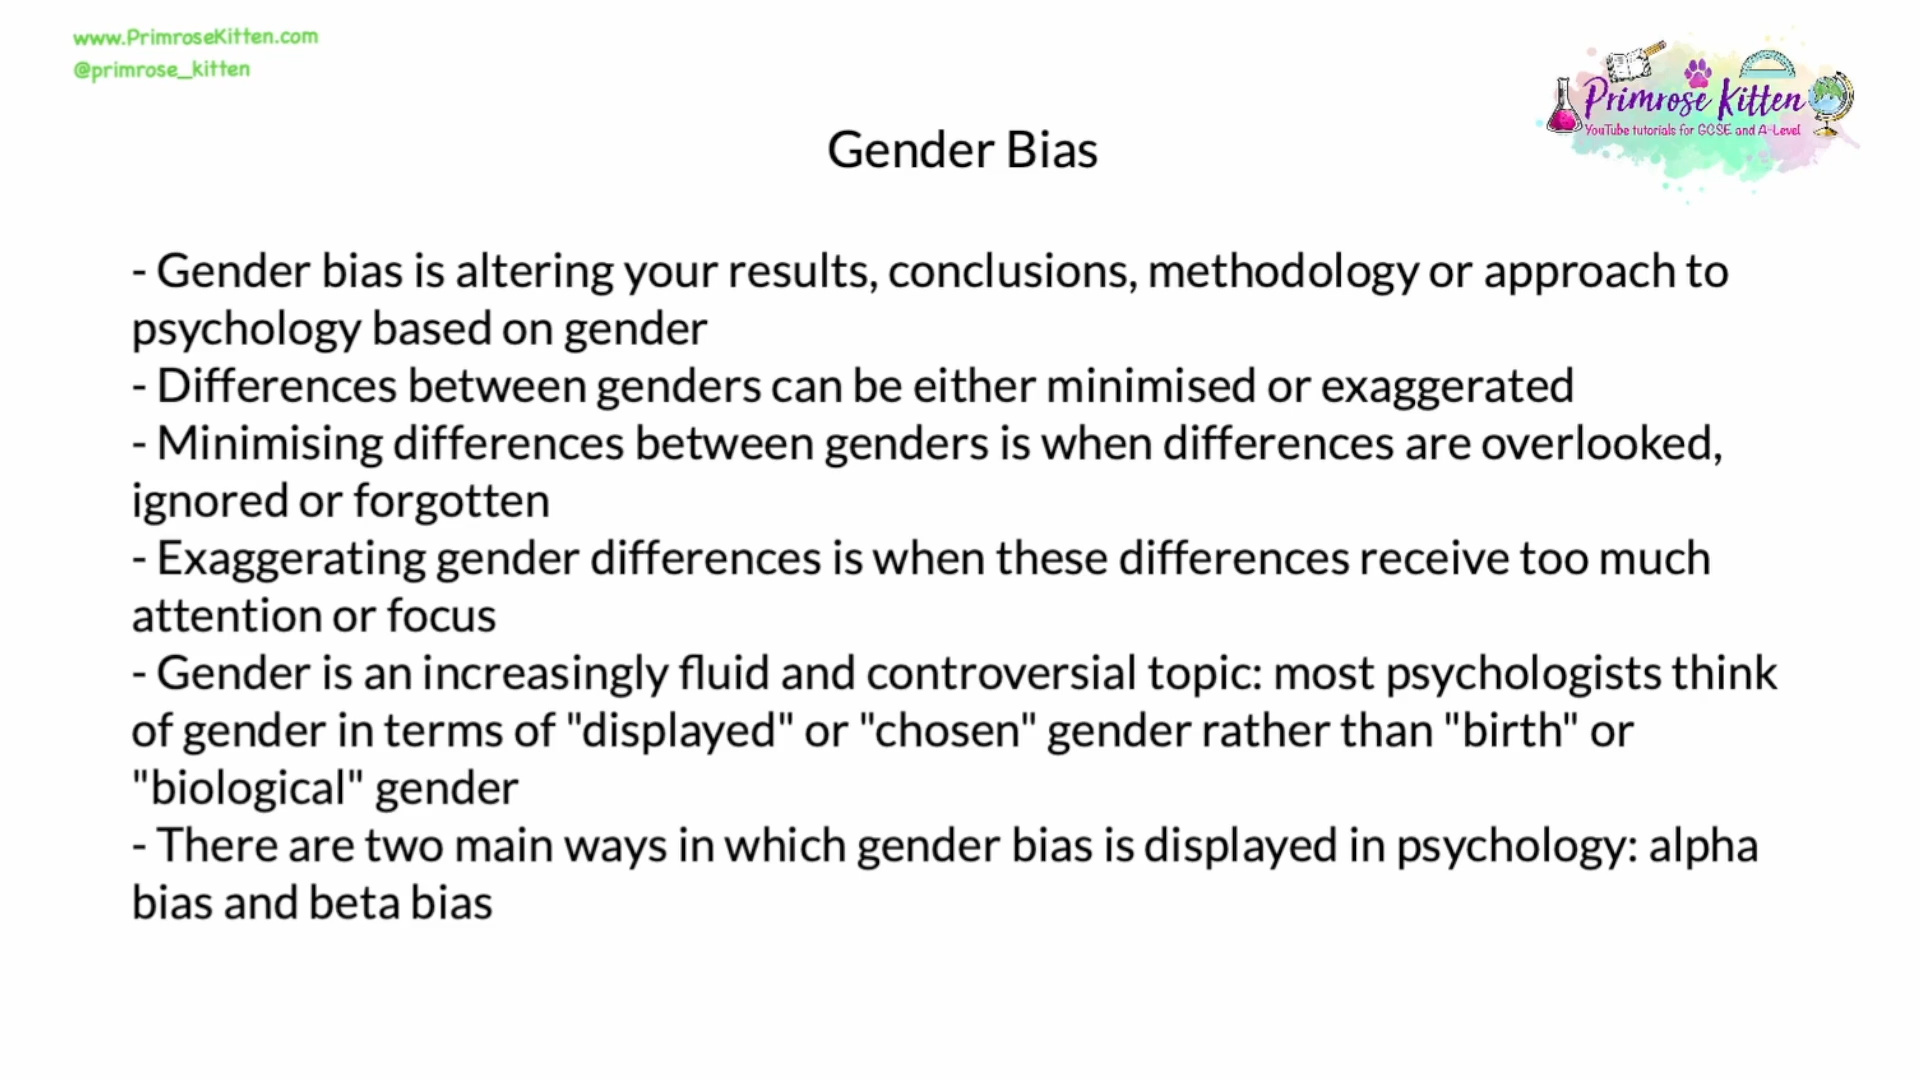 www.PrimroseKitten.com
@primrose_kitten
Primrose Kitten
YouTube tutorials for GCSE and A-Level
Gender Bias
- Gender bias is altering your results, conclusions, methodology or approach to
psychology based on gender
- Differences between genders can be either minimised or exaggerated
- Minimising differences between genders is when differences are overlooked,
ignored or forgotten
- Exaggerating gender differences is when these differences receive too much
attention or focus
- Gender is an increasingly fluid and controversial topic: most psychologists think
of gender in terms of "displayed" or "chosen" gender rather than "birth" or
"biological" gender
- There are two main ways in which gender bias is displayed in psychology: alpha
bias and beta bias